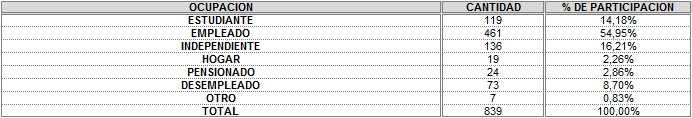 OCUPACION CANTIDAD % DE PARTICIPACION
ESTUDIANTE 119 14,18%
EMPLEADO 461 54,95%
INDEPENDIENTE 136 16,21%
HOGAR 19 2,26%
PENSIONADO 24 2,86%
DESEMPLEADO 73 8,70%
OTRO 7 0,83%
TOTAL 839 100,00%